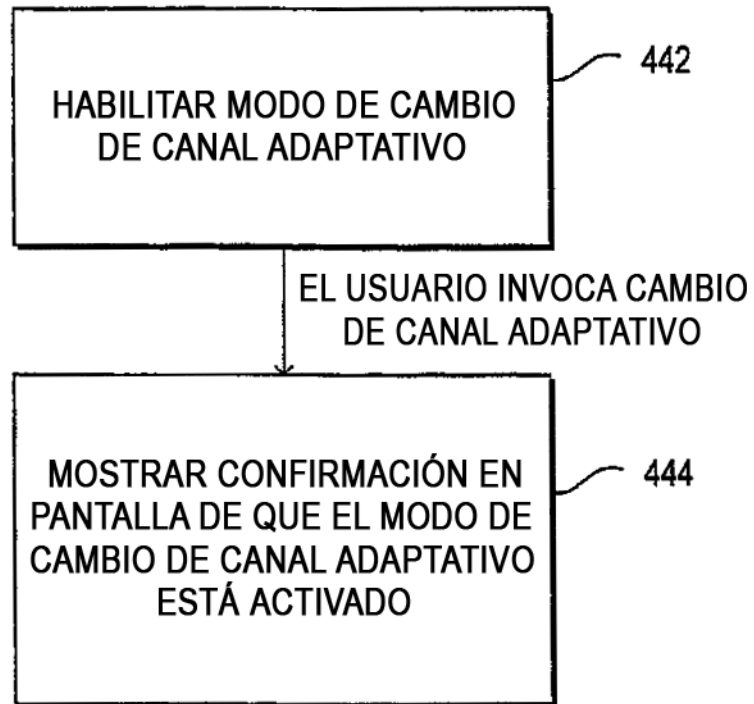 442
HABILITAR MODO DE CAMBIO
DE CANAL ADAPTATIVO
EL USUARIO INVOCA CAMBIO
DE CANAL ADAPTATIVO
444
MOSTRAR CONFIRMACIÓN EN
PANTALLA DE QUE EL MODO DE
CAMBIO DE CANAL ADAPTATIVO
ESTÁ ACTIVADO